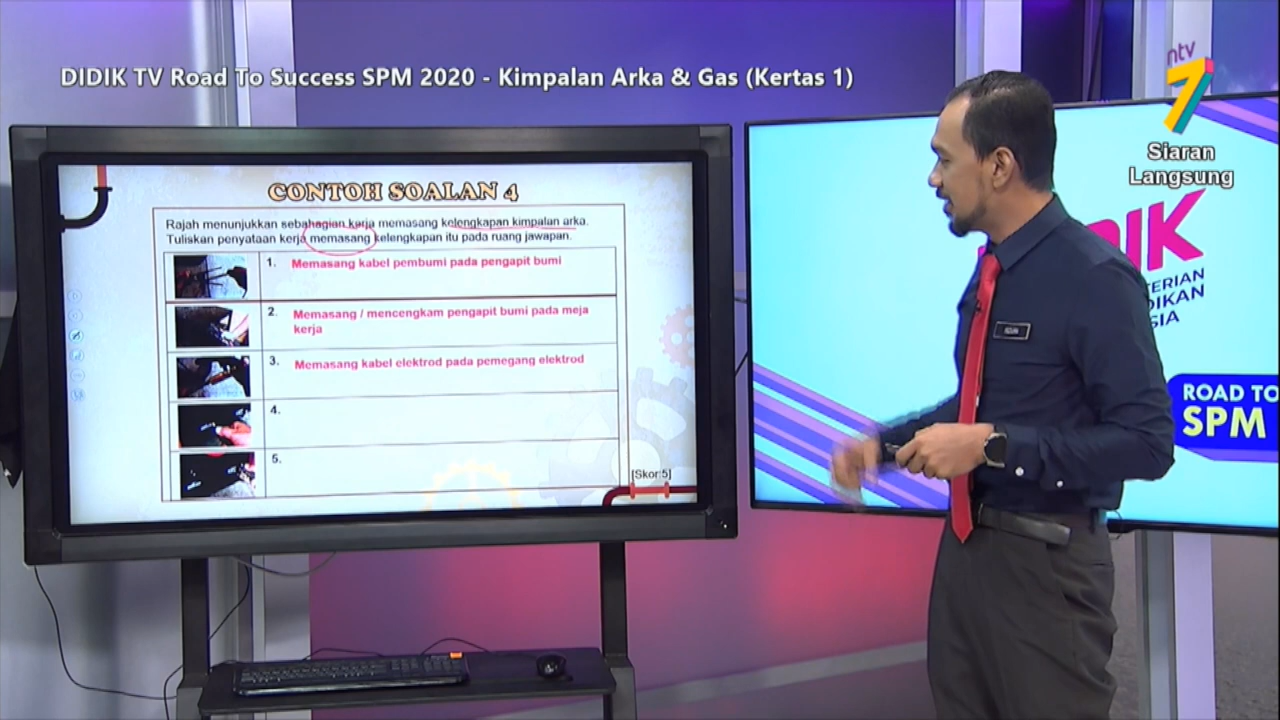 DIDIK TV Road To Success SPM 2020 - Kimpalan Arka & Gas (Kertas 1)
ntv
7
Siaran
Langsung
CONTOH SOALAN 4
Rajah menunjukkan sebahagian kerja memasang kelengkapan kimpalan arka.
Tuliskan penyataan kerja memasang kelengkapan itu pada ruang jawapan.
1. Memasang kabel pembumi pada pengapit bumi
2. Memasang / mencengkam pengapit bumi pada meja
kerja
3. Memasang kabel elektrod pada pemegang elektrod
4.
5.
[Skor:5]
DIK
TERIAN
DIKAN
SIA
ROAD TO
SPM